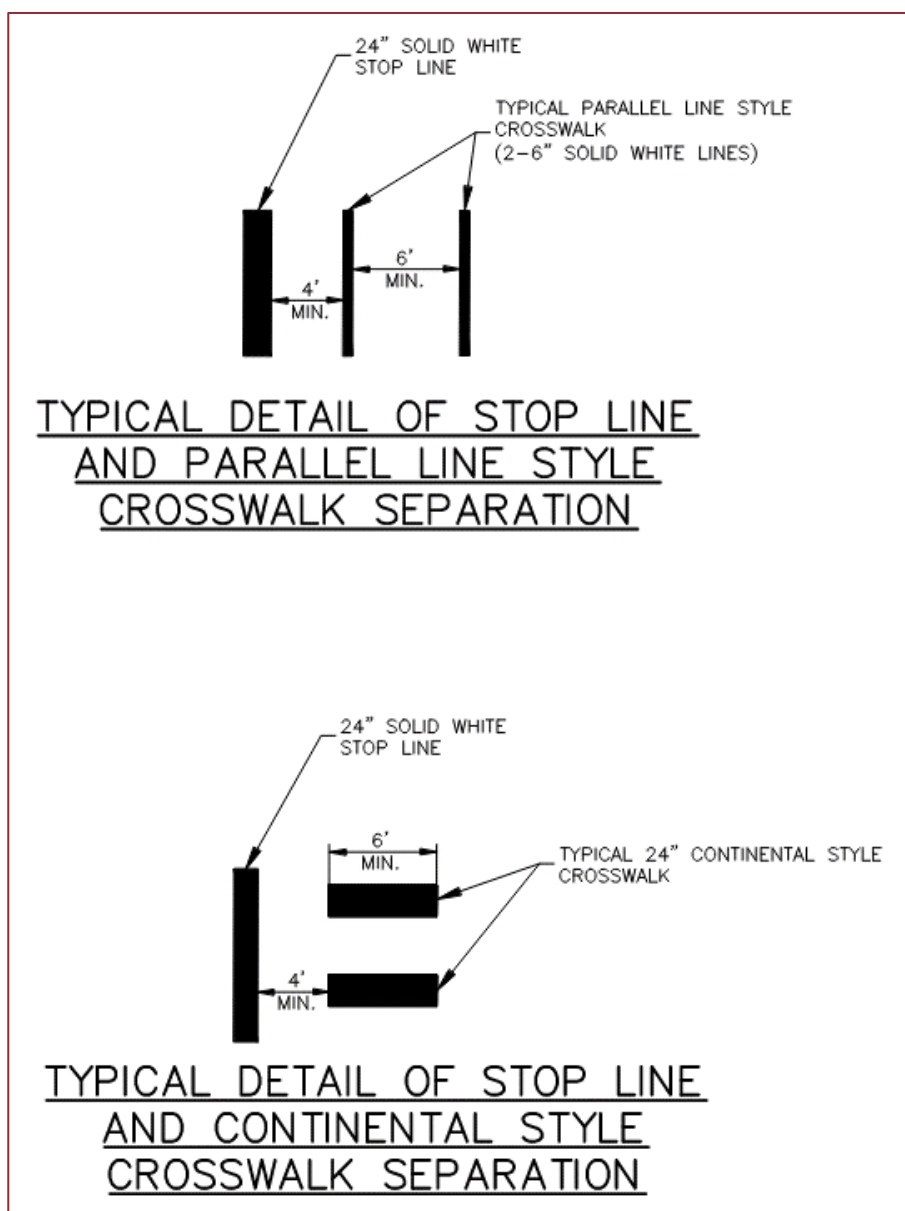 24" SOLID WHITE
STOP LINE
TYPICAL PARALLEL LINE STYLE
CROSSWALK
(2-6" SOLID WHITE LINES)
6'
MIN.
4'
MIN.
TYPICAL DETAIL OF STOP LINE
AND PARALLEL LINE STYLE
CROSSWALK SEPARATION
24" SOLID WHITE
STOP LINE
6'
MIN.
TYPICAL 24" CONTINENTAL STYLE
CROSSWALK
4'
MIN.
TYPICAL DETAIL OF STOP LINE
AND CONTINENTAL STYLE
CROSSWALK SEPARATION